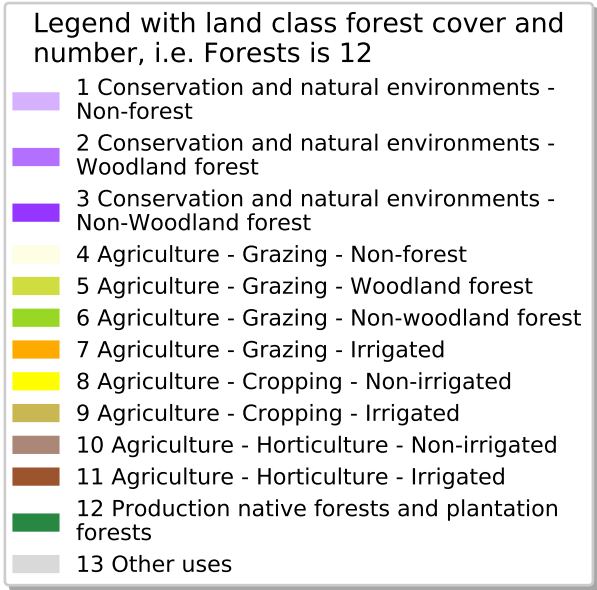 Legend with land class forest cover and
number, i.e. Forests is 12
1 Conservation and natural environments -
Non-forest
2 Conservation and natural environments -
Woodland forest
3 Conservation and natural environments -
Non-Woodland forest
4 Agriculture - Grazing - Non-forest
5 Agriculture - Grazing - Woodland forest
6 Agriculture - Grazing - Non-woodland forest
7 Agriculture - Grazing - Irrigated
8 Agriculture - Cropping - Non-irrigated
9 Agriculture - Cropping - Irrigated
10 Agriculture - Horticulture - Non-irrigated
11 Agriculture - Horticulture - Irrigated
12 Production native forests and plantation
forests
13 Other uses